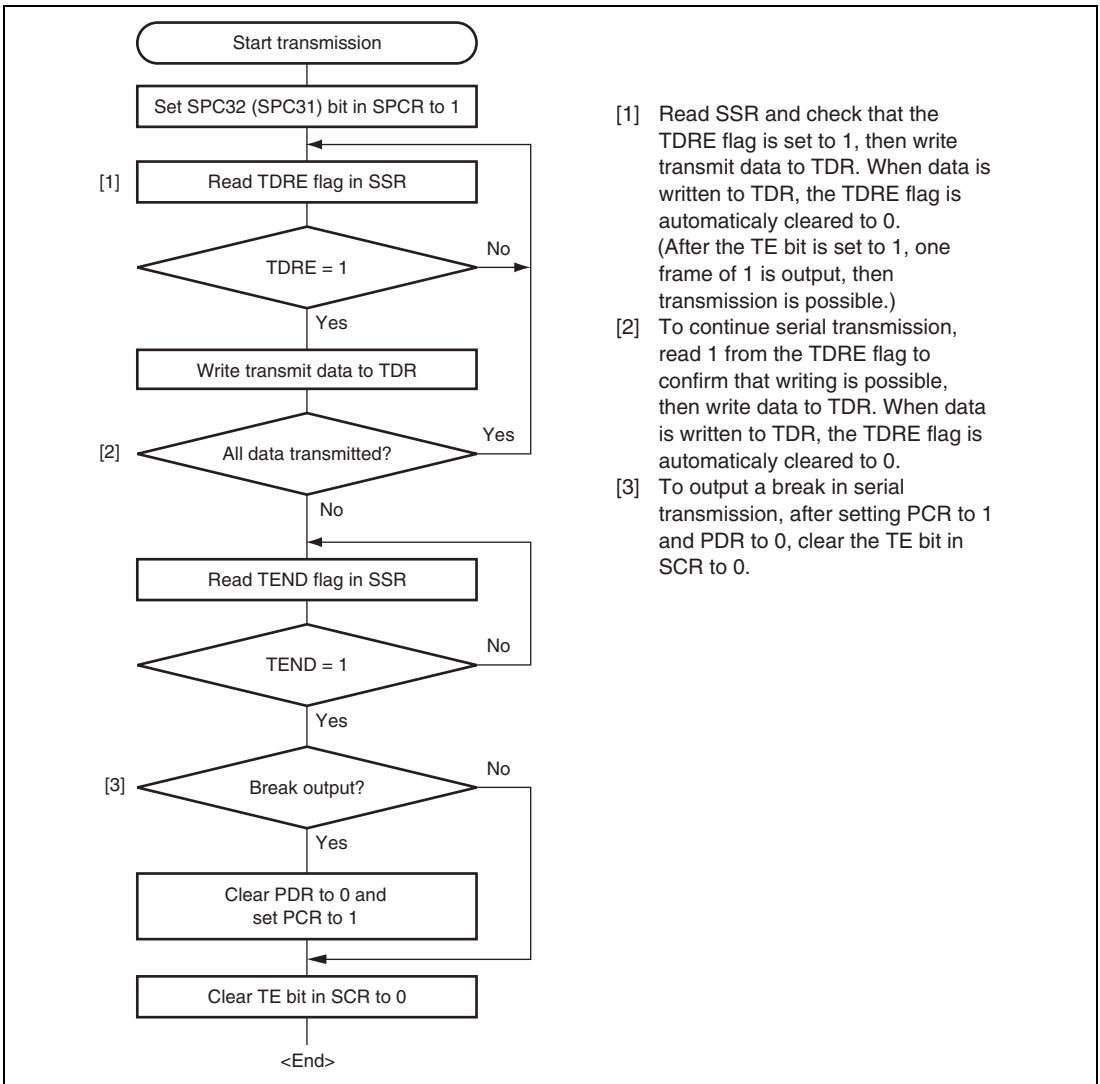 Start transmission
Set SPC32 (SPC31) bit in SPCR to 1
[1]
Read TDRE flag in SSR
No
TDRE = 1
Yes
Write transmit data to TDR
[2]
All data transmitted?
Yes
No
Read TEND flag in SSR
No
TEND = 1
Yes
[3]
Break output?
No
Yes
Clear PDR to 0 and
set PCR to 1
Clear TE bit in SCR to 0
<End>
[1] Read SSR and check that the
TDRE flag is set to 1, then write
transmit data to TDR. When data is
written to TDR, the TDRE flag is
automaticaly cleared to 0.
(After the TE bit is set to 1, one
frame of 1 is output, then
transmission is possible.)
[2] To continue serial transmission,
read 1 from the TDRE flag to
confirm that writing is possible,
then write data to TDR. When data
is written to TDR, the TDRE flag is
automaticaly cleared to 0.
[3] To output a break in serial
transmission, after setting PCR to 1
and PDR to 0, clear the TE bit in
SCR to 0.